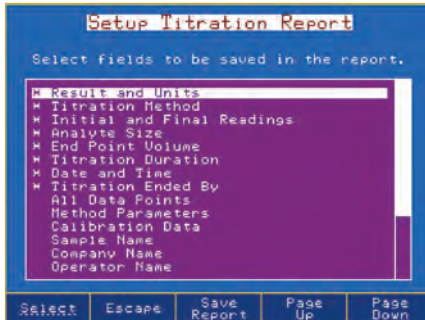 Setup Titration Report
Select fields to be saved in the report.
* Result and Units
* Titration Method
* Initial and Final Readings
* Analyte Size
* End Point Volume
* Titration Duration
* Date and Time
* Titration Ended By
All Data Points
Method Parameters
Calibration Data
Sample Name
Company Name
Operator Name
Select Escape Save Report Page Up Page Down